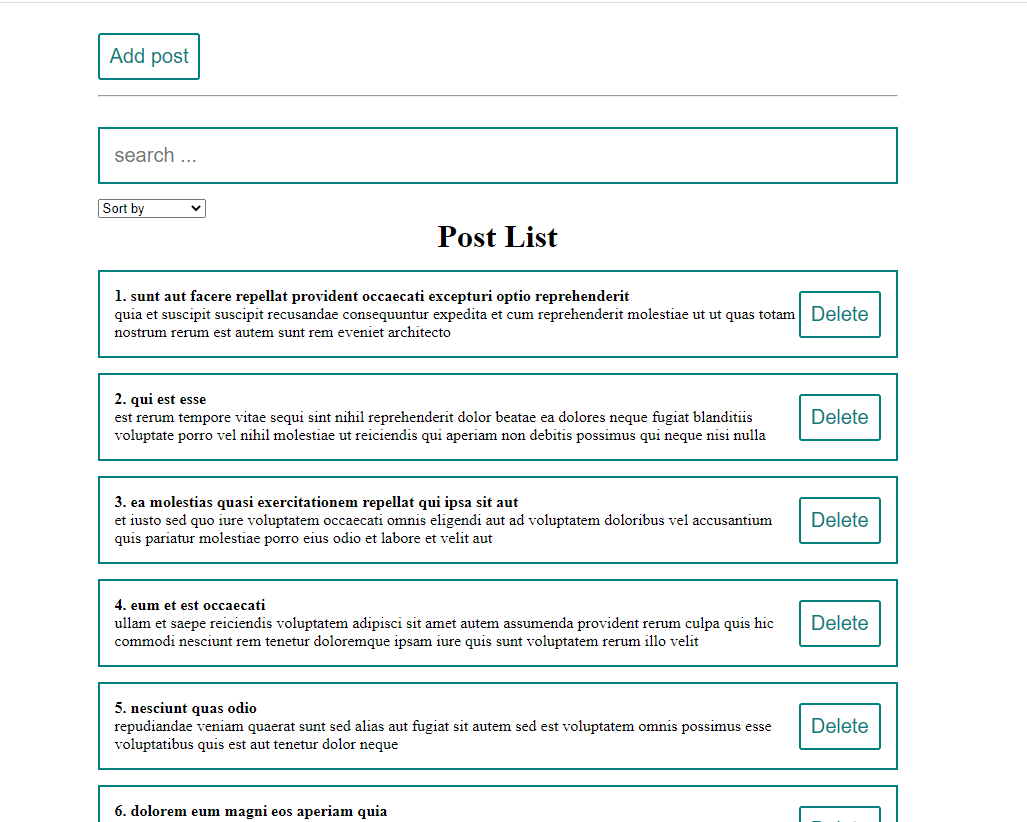 Add post
search ...
Sort by
Post List
1. sunt aut facere repellat provident occaecati excepturi optio reprehenderit
quia et suscipit suscipit recusandae consequuntur expedita et cum reprehenderit molestiae ut ut quas totam
nostrum rerum est autem sunt rem eveniet architecto
Delete
2. qui est esse
est rerum tempore vitae sequi sint nihil reprehenderit dolor beatae ea dolores neque fugiat blanditiis
voluptate porro vel nihil molestiae ut reiciendis qui aperiam non debitis possimus qui neque nisi nulla
Delete
3. ea molestias quasi exercitationem repellat qui ipsa sit aut
et iusto sed quo iure voluptatem occaecati omnis eligendi aut ad voluptatem doloribus vel accusantium
quis pariatur molestiae porro eius odio et labore et velit aut
Delete
4. eum et est occaecati
ullam et saepe reiciendis voluptatem adipisci sit amet autem assumenda provident rerum culpa quis hic
commodi nesciunt rem tenetur doloremque ipsam iure quis sunt voluptatem rerum illo velit
Delete
5. nesciunt quas odio
repudiandae veniam quaerat sunt sed alias aut fugiat sit autem sed est voluptatem omnis possimus esse
voluptatibus quis est aut tenetur dolor neque
Delete
6. dolorem eum magni eos aperiam quia